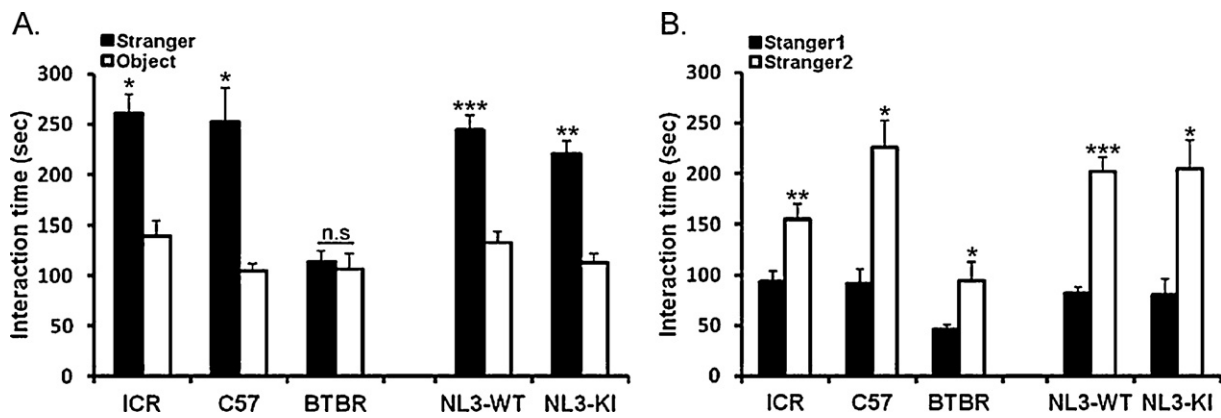 A.
Stranger
Object
Interaction time (sec)
300
250
200
150
100
50
0
*
*
n.s
***
**
ICR
C57
BTBR
NL3-WT
NL3-KI
B.
Stanger1
Stranger2
Interaction time (sec)
300
250
200
150
100
50
0
**
*
*
***
*
ICR
C57
BTBR
NL3-WT
NL3-KI